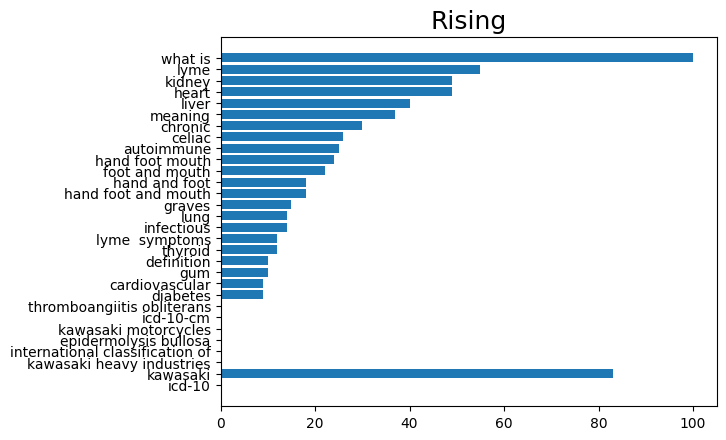 Rising
what is
lyme
kidney
heart
liver
meaning
chronic
celiac
autoimmune
hand foot mouth
foot and mouth
hand and foot
hand foot and mouth
graves
lung
infectious
lyme  symptoms
thyroid
definition
gum
cardiovascular
diabetes
thromboangiitis obliterans
icd-10-cm
kawasaki motorcycles
epidermolysis bullosa
international classification of
kawasaki heavy industries
kawasaki
icd-10
0 20 40 60 80 100